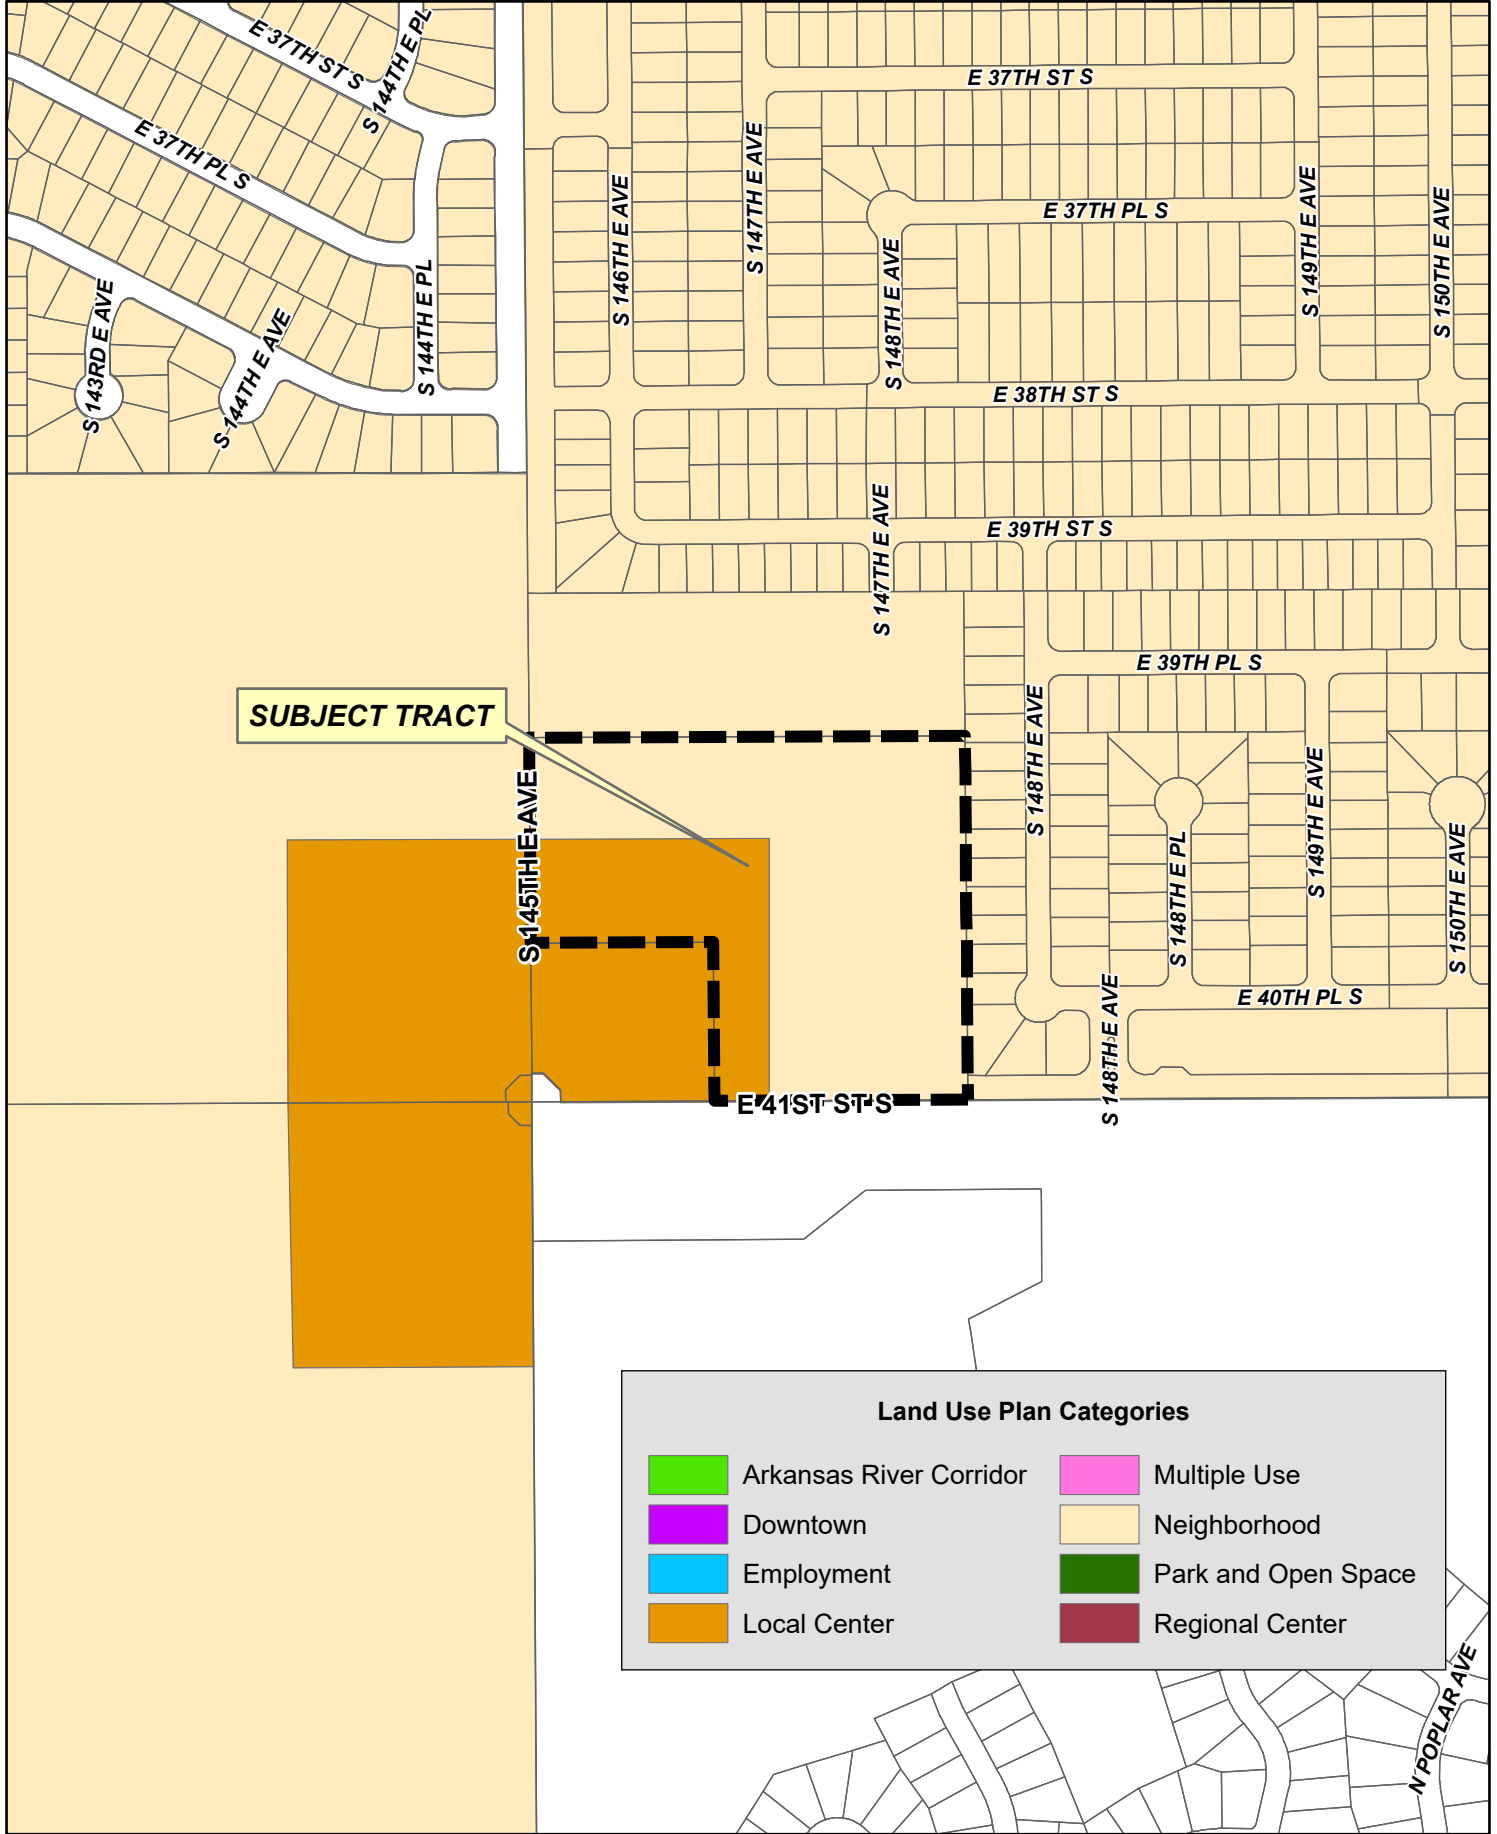 E 37TH ST S
S 144TH E PL
E 37TH ST S
E 37TH PL S
S 147TH E AVE
S 146TH E AVE
S 149TH E AVE
S 150TH E AVE
E 37TH PL S
S 148TH E AVE
S 143RD E AVE
S 144TH E AVE
S 144TH E PL
E 38TH ST S
E 39TH ST S
S 147TH E AVE
E 39TH PL S
SUBJECT TRACT
S 145TH E AVE
S 148TH E AVE
S 149TH E AVE
S 148TH E PL
S 150TH E AVE
E 40TH PL S
S 148TH E AVE
E 41ST ST S
Land Use Plan Categories
Arkansas River Corridor
Downtown
Employment
Local Center
Multiple Use
Neighborhood
Park and Open Space
Regional Center
N POPLAR AVE